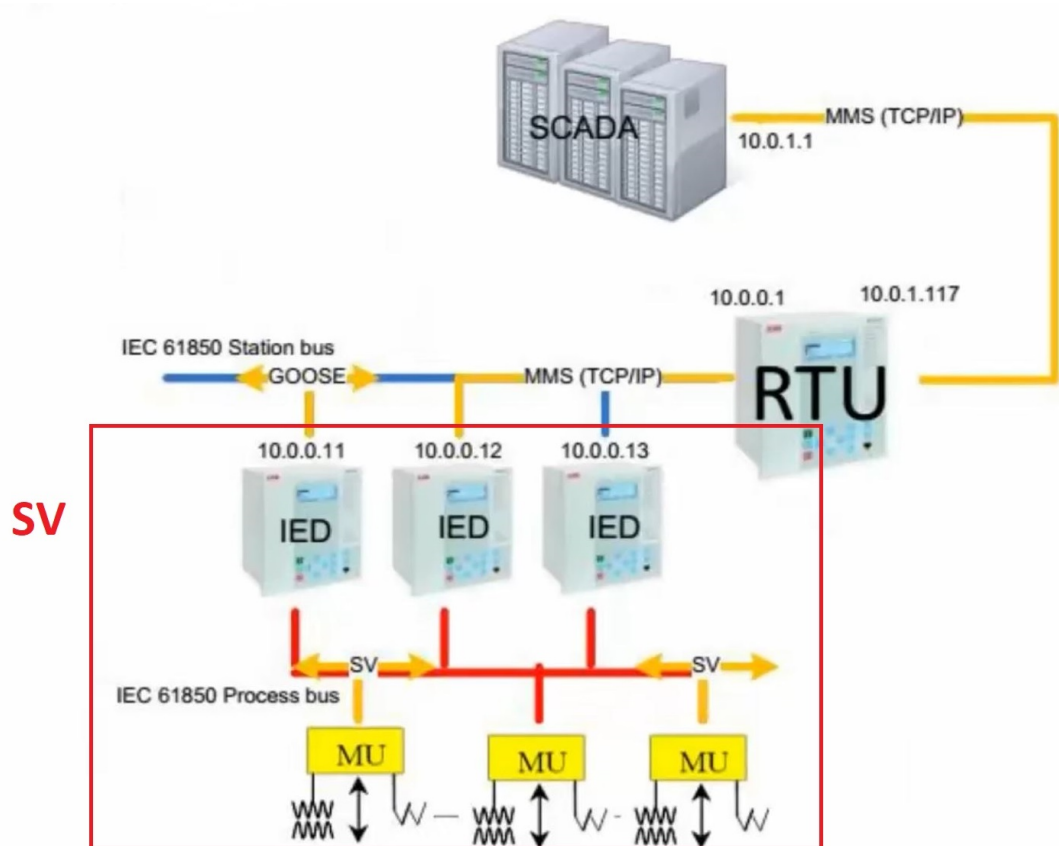 SCADA
MMS (TCP/IP)
10.0.1.1
10.0.0.1
10.0.1.117
IEC 61850 Station bus
GOOSE
MMS (TCP/IP)
RTU
10.0.0.11
10.0.0.12
10.0.0.13
SV
IED
IED
IED
SV
SV
IEC 61850 Process bus
MU
MU
MU